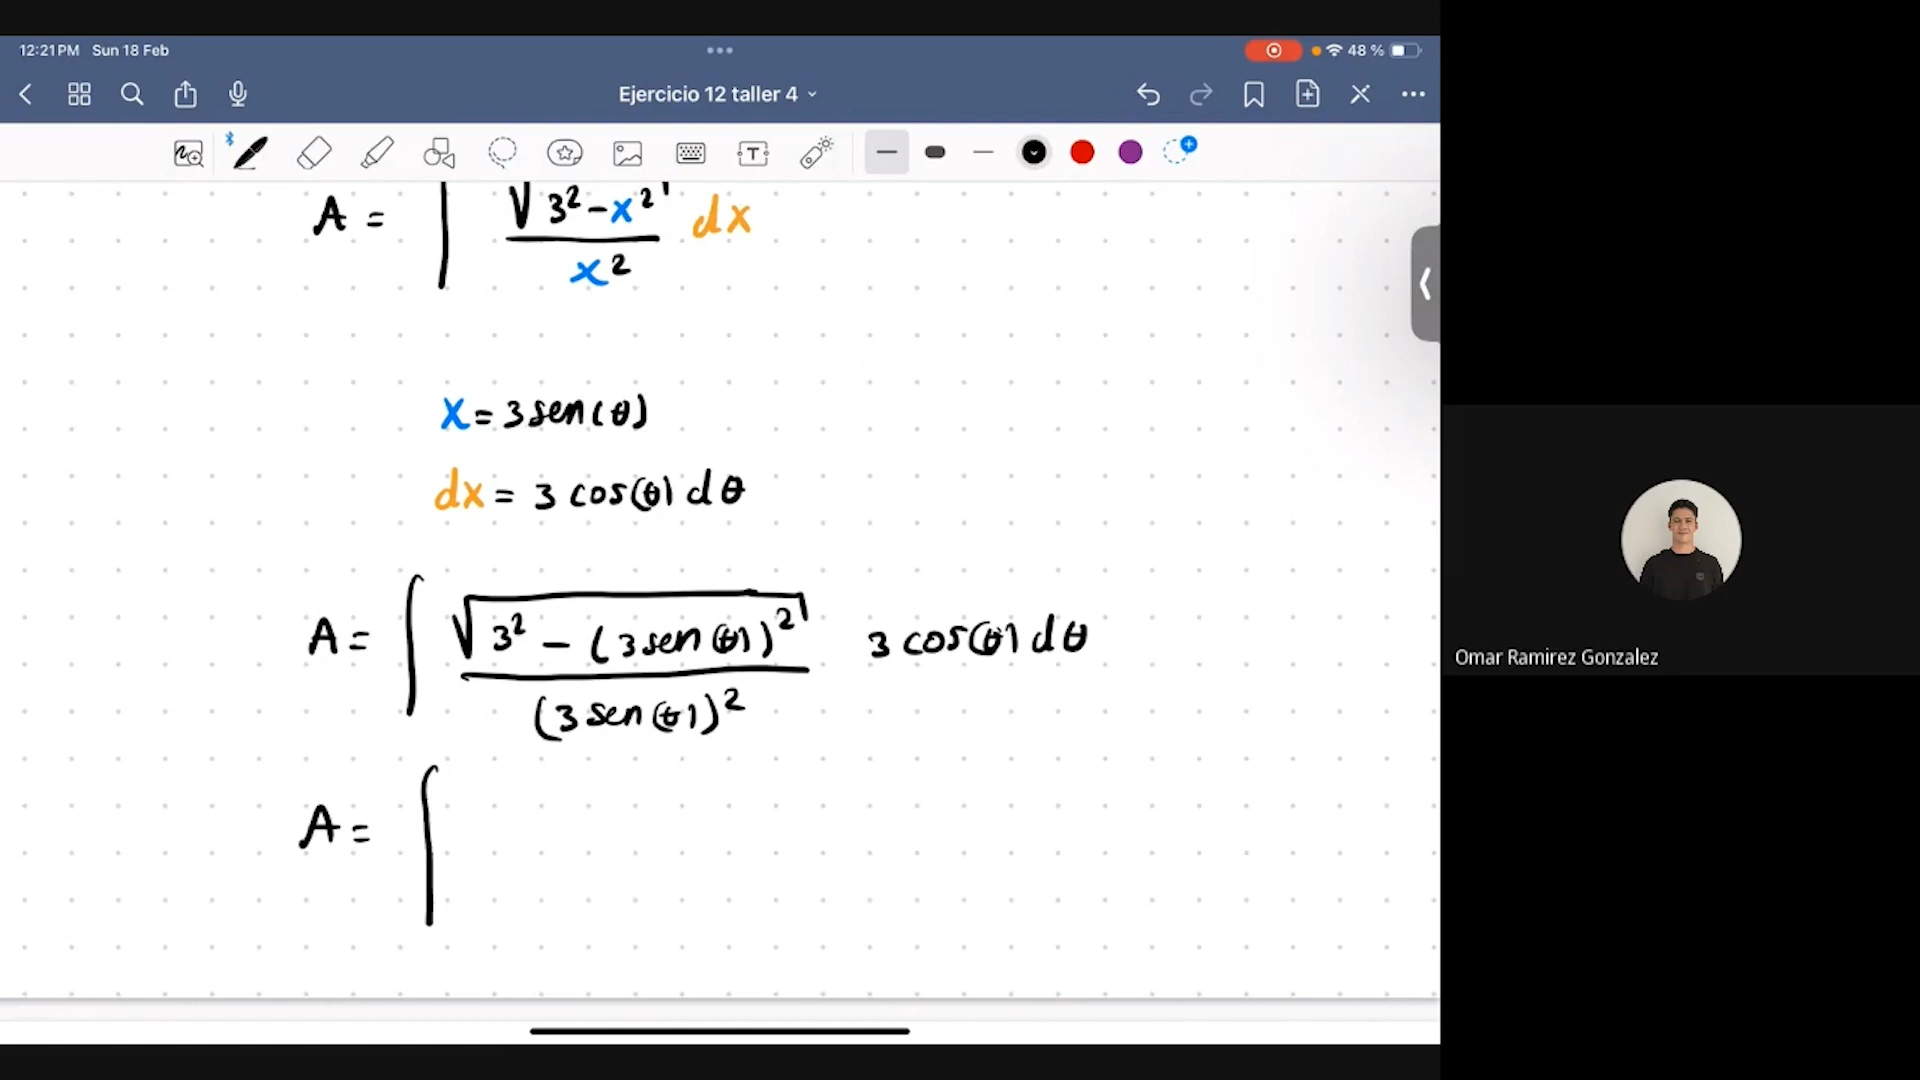 12:21 PM Sun 18 Feb
48 %
Ejercicio 12 taller 4
A = ∫ √3² - x² / x² dx
x = 3 sen(θ)
dx = 3 cos(θ) dθ
A = ∫ √3² - (3 sen(θ))² / (3 sen(θ))² 3 cos(θ) dθ
A = ∫
Omar Ramirez Gonzalez